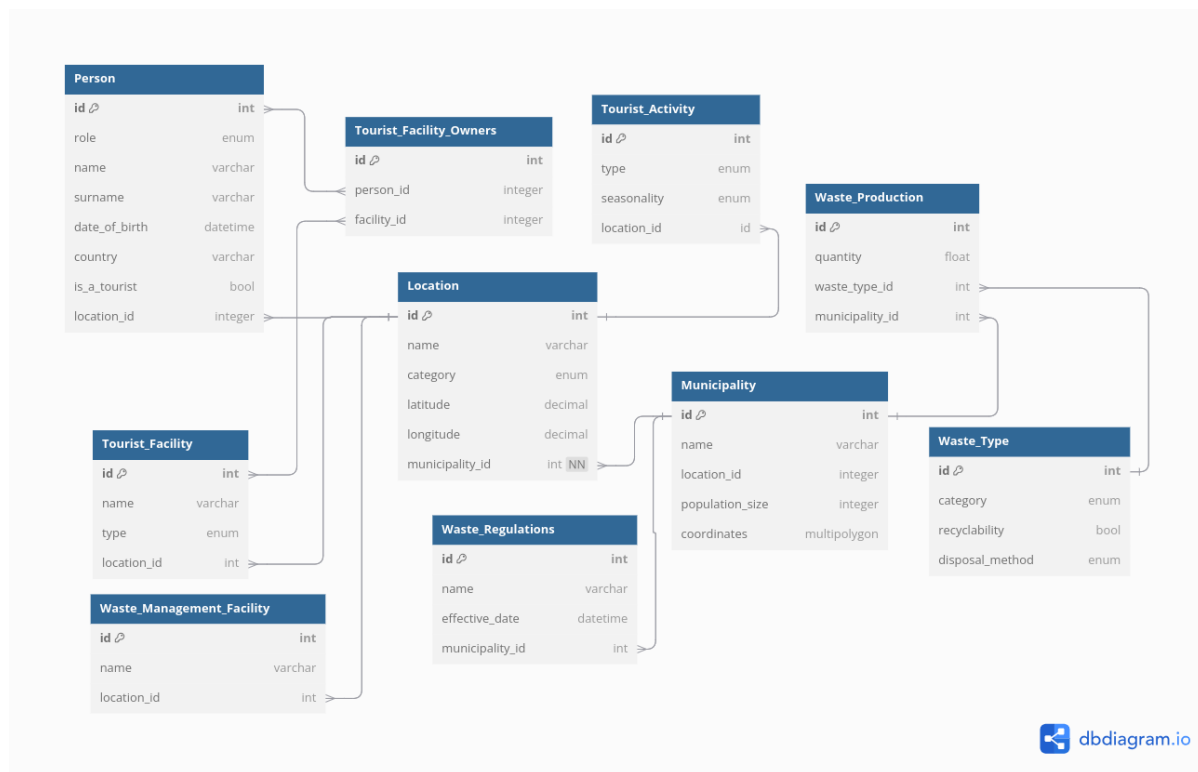 Person
id int
role enum
name varchar
surname varchar
date_of_birth datetime
country varchar
is_a_tourist bool
location_id integer
Tourist_Facility_Owners
id int
person_id integer
facility_id integer
Tourist_Activity
id int
type enum
seasonality enum
location_id id
Waste_Production
id int
quantity float
waste_type_id int
municipality_id int
Location
id int
name varchar
category enum
latitude decimal
longitude decimal
municipality_id int NN
Municipality
id int
name varchar
location_id integer
population_size integer
coordinates multipolygon
Waste_Type
id int
category enum
recyclability bool
disposal_method enum
Tourist_Facility
id int
name varchar
type enum
location_id int
Waste_Regulations
id int
name varchar
effective_date datetime
municipality_id int
Waste_Management_Facility
id int
name varchar
location_id int
dbdiagram.io